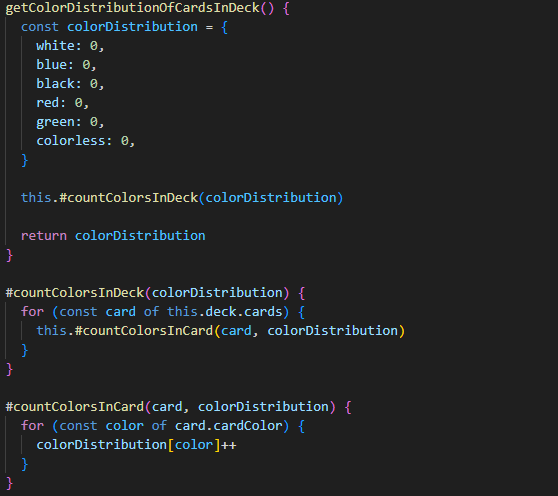 getColorDistributionOfCardsInDeck() {
  const colorDistribution = {
    white: 0,
    blue: 0,
    black: 0,
    red: 0,
    green: 0,
    colorless: 0,
  }

  this.#countColorsInDeck(colorDistribution)

  return colorDistribution
}

#countColorsInDeck(colorDistribution) {
  for (const card of this.deck.cards) {
    this.#countColorsInCard(card, colorDistribution)
  }
}

#countColorsInCard(card, colorDistribution) {
  for (const color of card.cardColor) {
    colorDistribution[color]++
  }
}